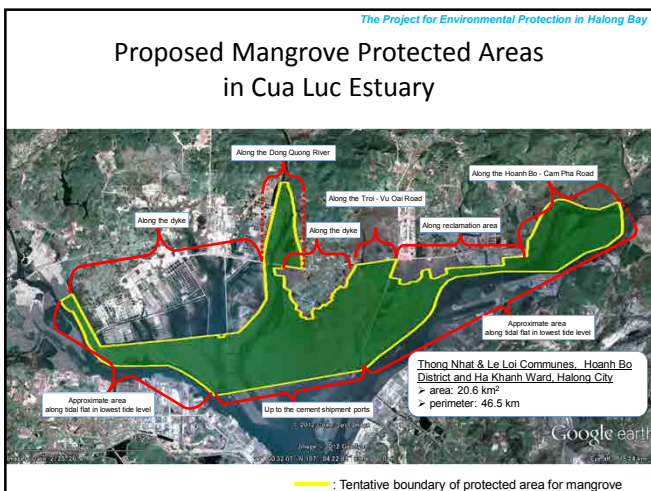 The Project for Environmental Protection in Halong Bay
Proposed Mangrove Protected Areas
in Cua Luc Estuary
Along the Dong Quong River
Along the Hoanh Bo - Cam Pha Road
Along the Troi - Vu Oai Road
Along the dyke
Along the dyke
Along reclamation area
Approximate area
along tidal flat in lowest tide level
Thong Nhat & Le Loi Communes, Hoanh Bo
District and Ha Khanh Ward, Halong City
➢ area: 20.6 km²
➢ perimeter: 46.5 km
Approximate area
along tidal flat in lowest tide level
Up to the cement shipment ports
Google earth
: Tentative boundary of protected area for mangrove